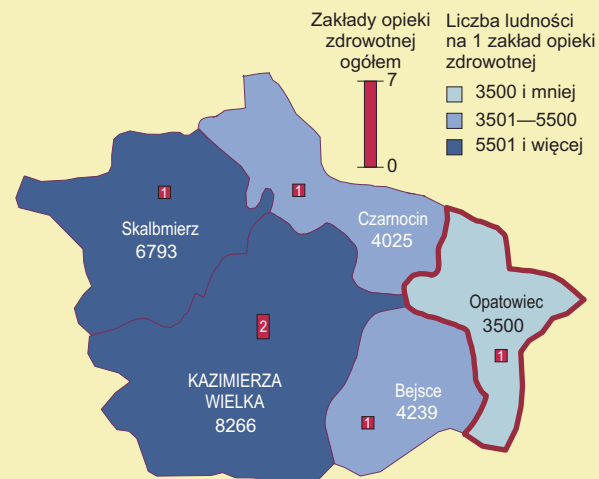 Zakłady opieki
zdrowotnej
ogółem
7
0
Liczba ludności
na 1 zakład opieki
zdrowotnej
3500 i mniej
3501—5500
5501 i więcej
1
Skalbmierz
6793
1
Czarnocin
4025
Opatowiec
3500
1
2
KAZIMIERZA
WIELKA
8266
Bejsce
4239
1